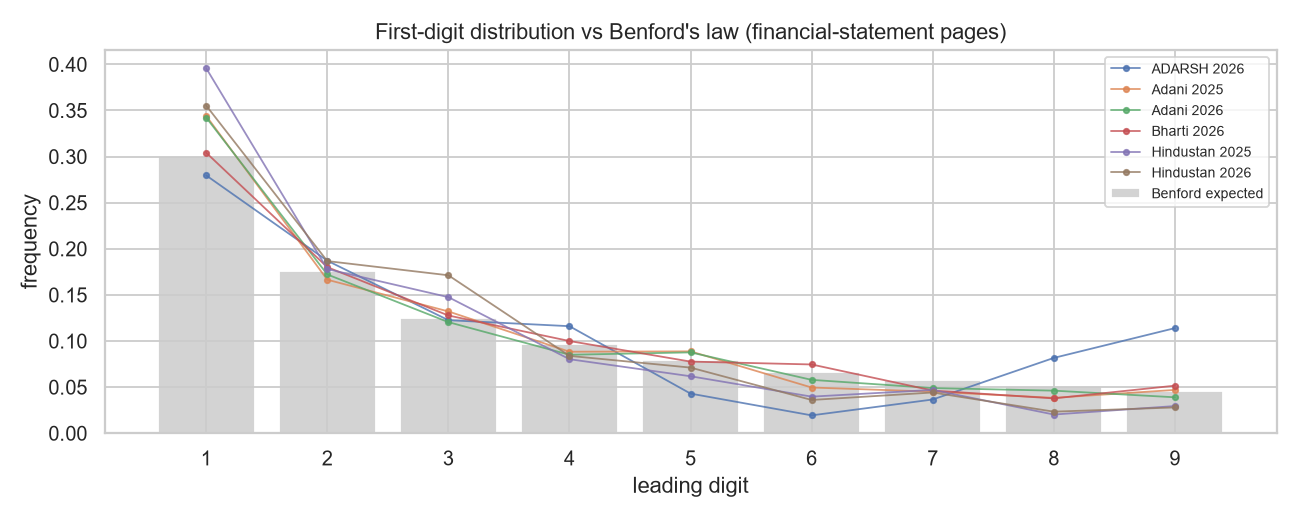 First-digit distribution vs Benford's law (financial-statement pages)
0.40
0.35
0.30
0.25
0.20
0.15
0.10
0.05
0.00
frequency
1 2 3 4 5 6 7 8 9
leading digit
ADARSH 2026
Adani 2025
Adani 2026
Bharti 2026
Hindustan 2025
Hindustan 2026
Benford expected